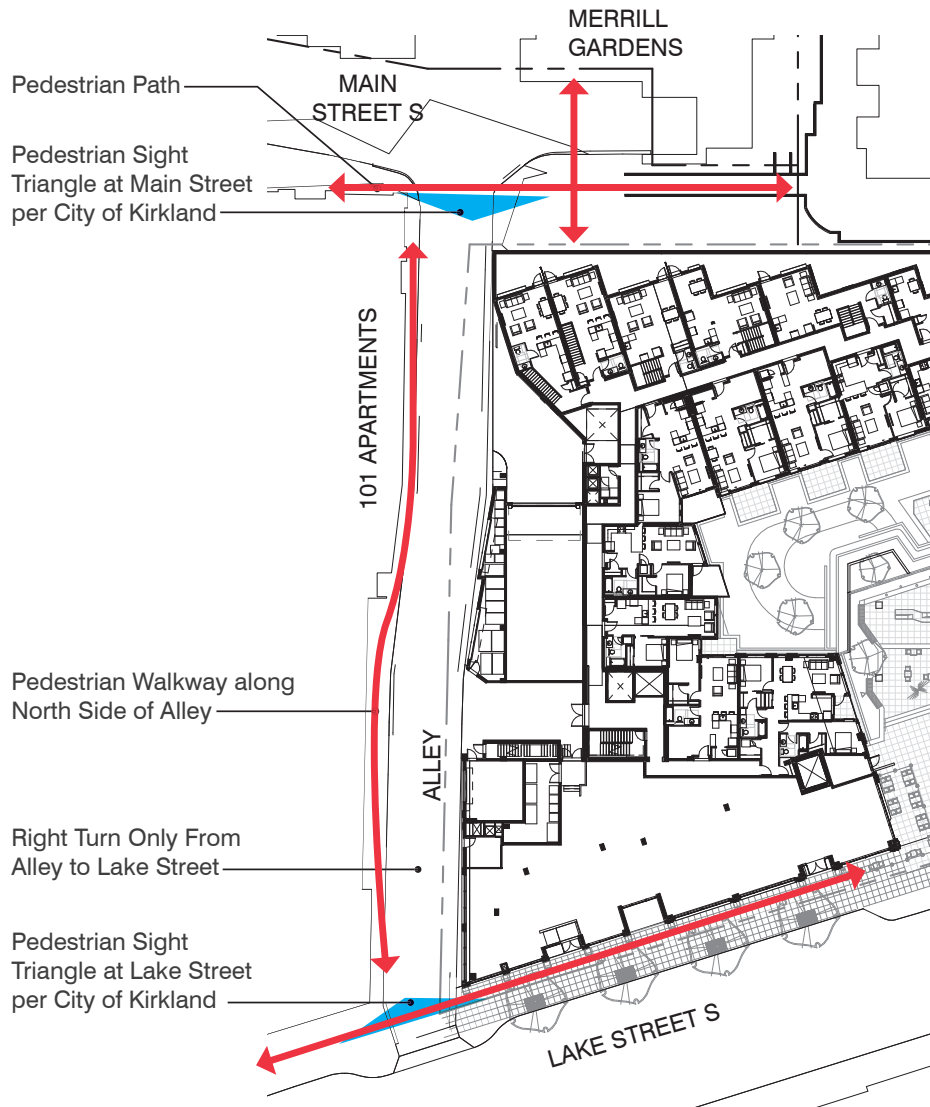 MERRILL
GARDENS
MAIN
STREET S
Pedestrian Path
Pedestrian Sight
Triangle at Main Street
per City of Kirkland
101 APARTMENTS
Pedestrian Walkway along
North Side of Alley
ALLEY
Right Turn Only From
Alley to Lake Street
Pedestrian Sight
Triangle at Lake Street
per City of Kirkland
LAKE STREET S